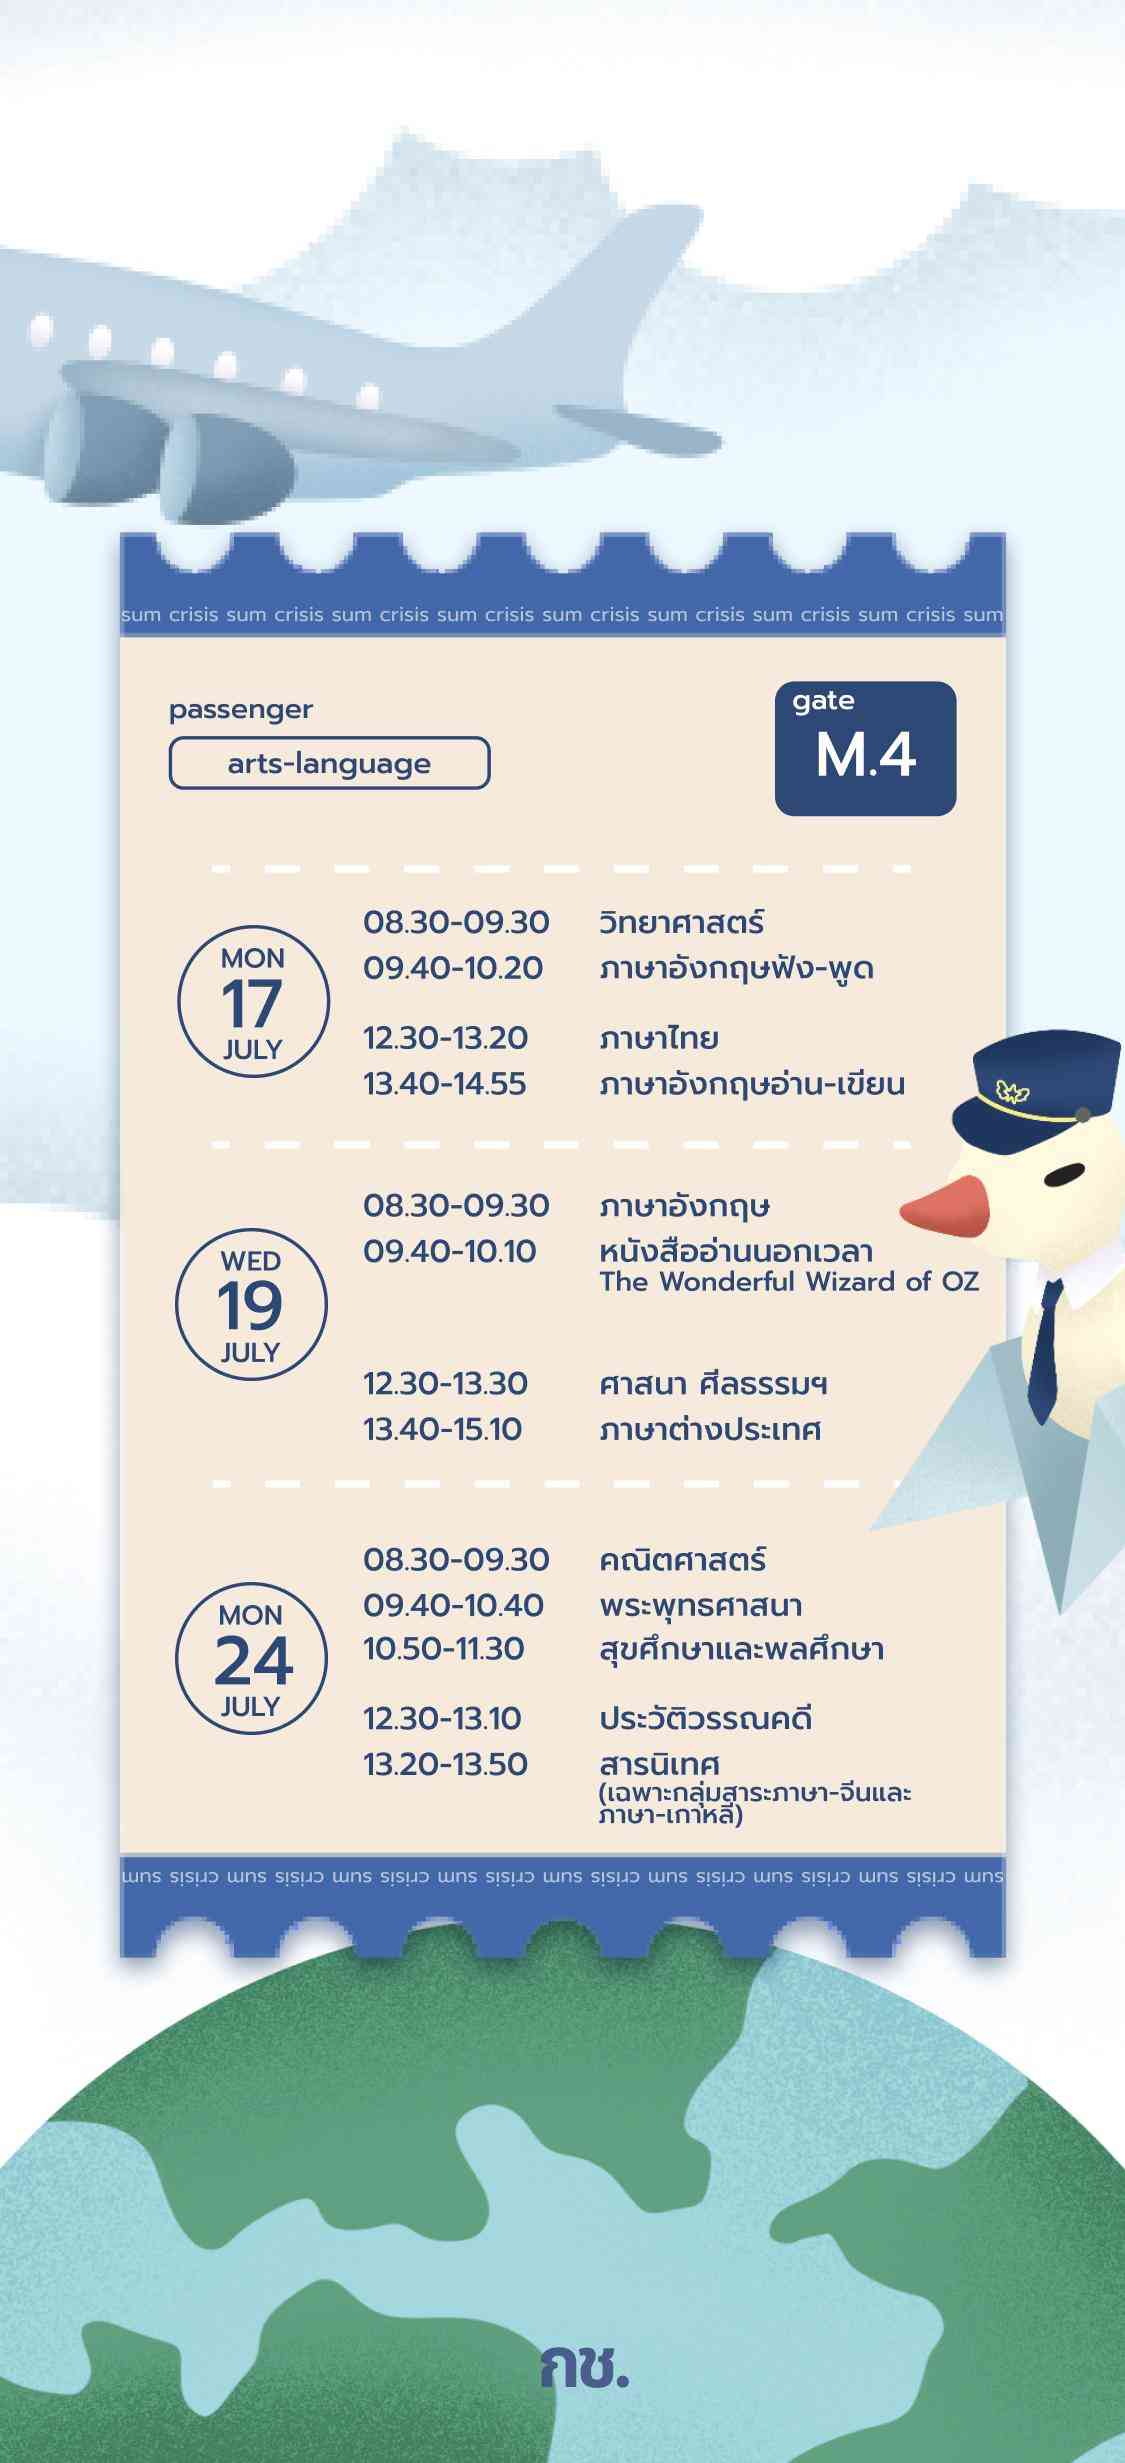 sum crisis sum crisis sum crisis sum crisis sum crisis sum crisis sum crisis sum crisis sum
passenger
arts-language
gate
M.4
MON
17
JULY
08.30-09.30 วิทยาศาสตร์
09.40-10.20 ภาษาอังกฤษฟัง-พูด
12.30-13.20 ภาษาไทย
13.40-14.55 ภาษาอังกฤษอ่าน-เขียน
WED
19
JULY
08.30-09.30 ภาษาอังกฤษ
09.40-10.10 หนังสืออ่านนอกเวลา
The Wonderful Wizard of OZ
12.30-13.30 ศาสนา ศีลธรรมฯ
13.40-15.10 ภาษาต่างประเทศ
MON
24
JULY
08.30-09.30 คณิตศาสตร์
09.40-10.40 พระพุทธศาสนา
10.50-11.30 สุขศึกษาและพลศึกษา
12.30-13.10 ประวัติวรรณคดี
13.20-13.50 สารนิเทศ
(เฉพาะกลุ่มสาระภาษา-จีนและ
ภาษา-เกาหลี)
sum crisis sum crisis sum crisis sum crisis sum crisis sum crisis sum crisis sum crisis sum
กช.